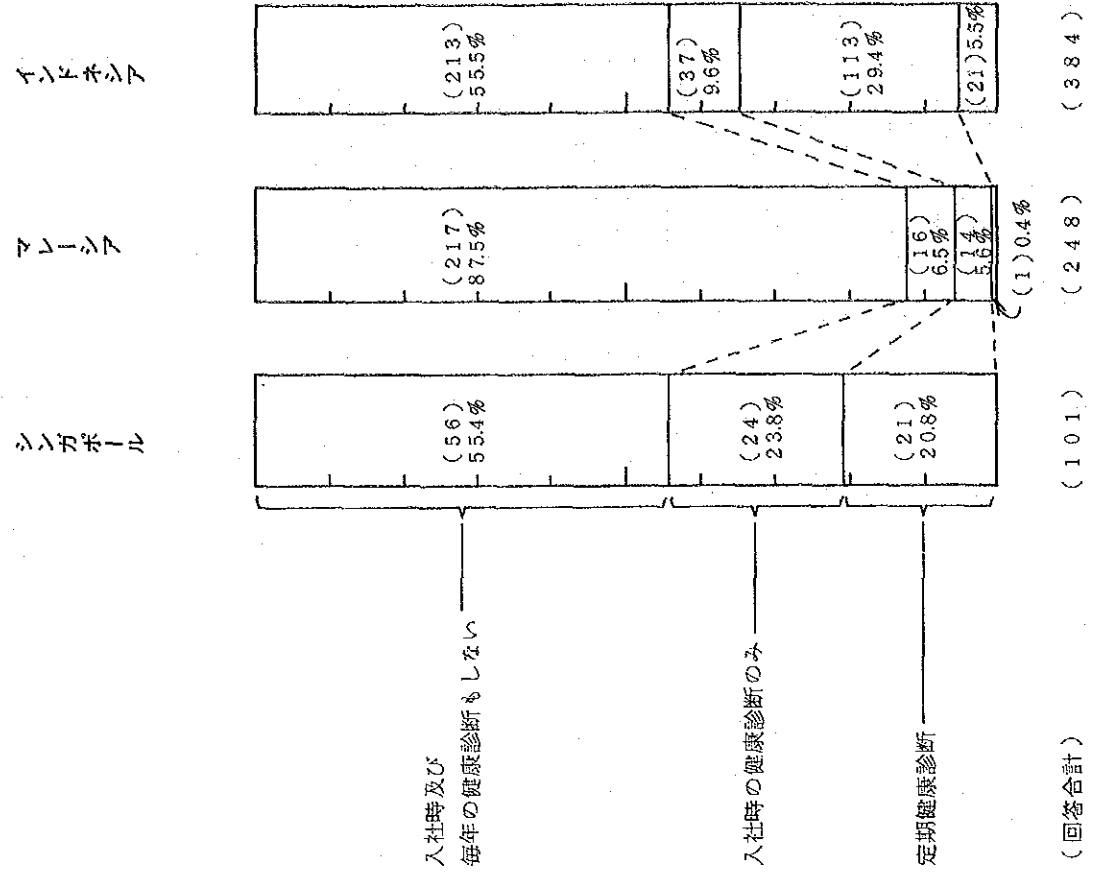 シンガポール
マレーシア
インドネシア
入社時及び
毎年の健康診断もしない
(56)
55.4%
(217)
87.5%
(213)
55.5%
入社時の健康診断のみ
(24)
23.8%
(16)
6.5%
(37)
9.6%
定期健康診断
(21)
20.8%
(14)
5.6%
(113)
29.4%
(1)0.4%
(21)5.5%
(回答合計)
(101)
(248)
(384)